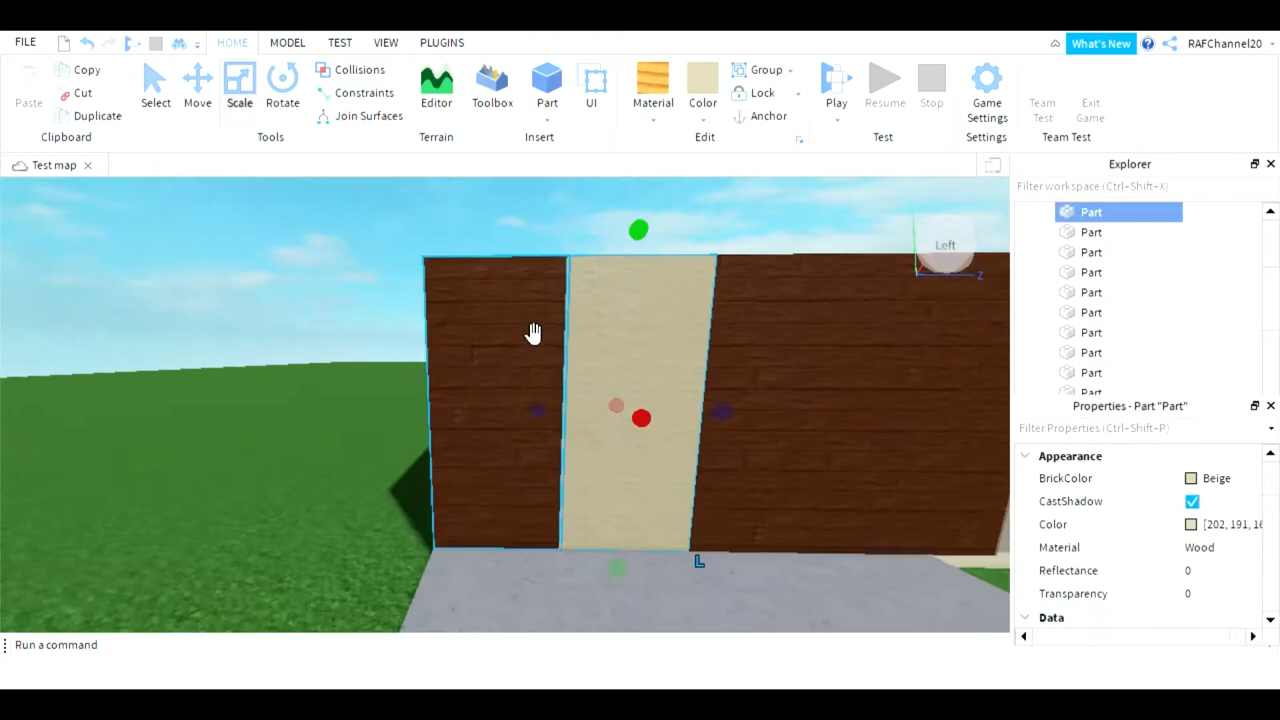 FILE HOME MODEL TEST VIEW PLUGINS What's New RAFChannel20
Copy Collisions Group
Cut Constraints Lock
Paste Duplicate Select Move Scale Rotate Join Surfaces Editor Toolbox Part UI Material Color Anchor Play Resume Stop Game Settings Team Test Exit Game
Clipboard Tools Terrain Insert Edit Test Settings Team Test
Test map
Explorer
Filter workspace (Ctrl-Shift-X)
Part
Part
Part
Part
Part
Part
Part
Part
Part
Part
Left
Z
L
Properties - Part "Part"
Filter Properties (Ctrl-Shift-P)
Appearance
BrickColor Beige
CastShadow
Color [202, 191, 16
Material Wood
Reflectance 0
Transparency 0
Data
Run a command